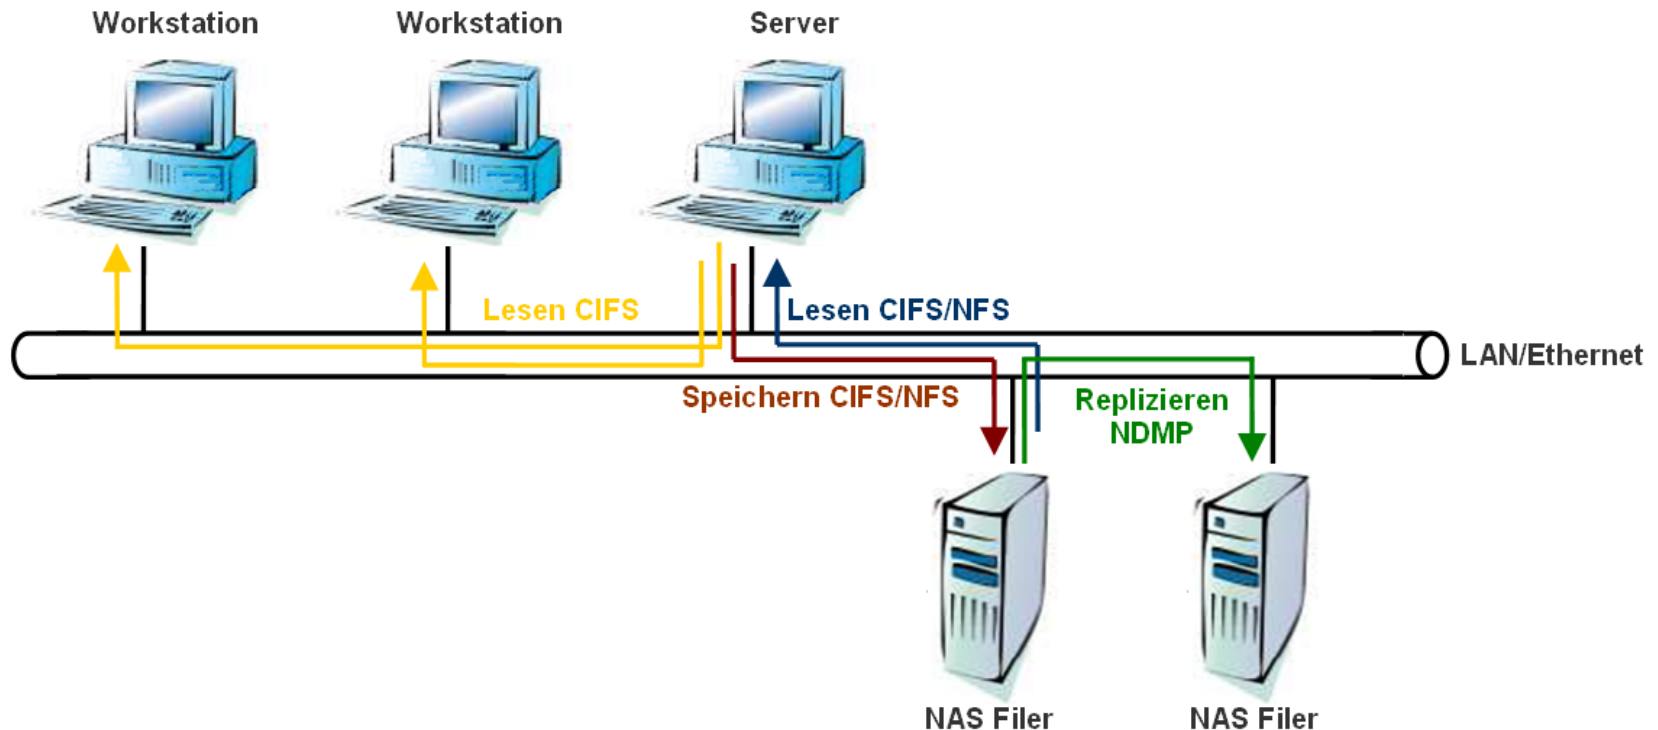 Workstation
Workstation
Server
Lesen CIFS
Lesen CIFS/NFS
LAN/Ethernet
Speichern CIFS/NFS
Replizieren
NDMP
NAS Filer
NAS Filer